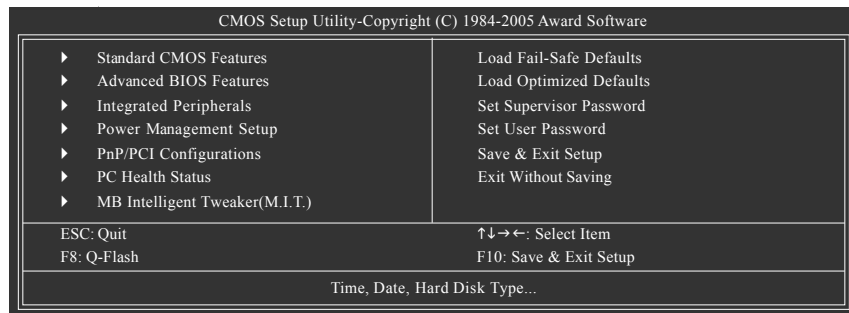 CMOS Setup Utility-Copyright (C) 1984-2005 Award Software
Standard CMOS Features
Advanced BIOS Features
Integrated Peripherals
Power Management Setup
PnP/PCI Configurations
PC Health Status
MB Intelligent Tweaker(M.I.T.)
Load Fail-Safe Defaults
Load Optimized Defaults
Set Supervisor Password
Set User Password
Save & Exit Setup
Exit Without Saving
ESC: Quit
F8: Q-Flash
↑↓→←: Select Item
F10: Save & Exit Setup
Time, Date, Hard Disk Type...